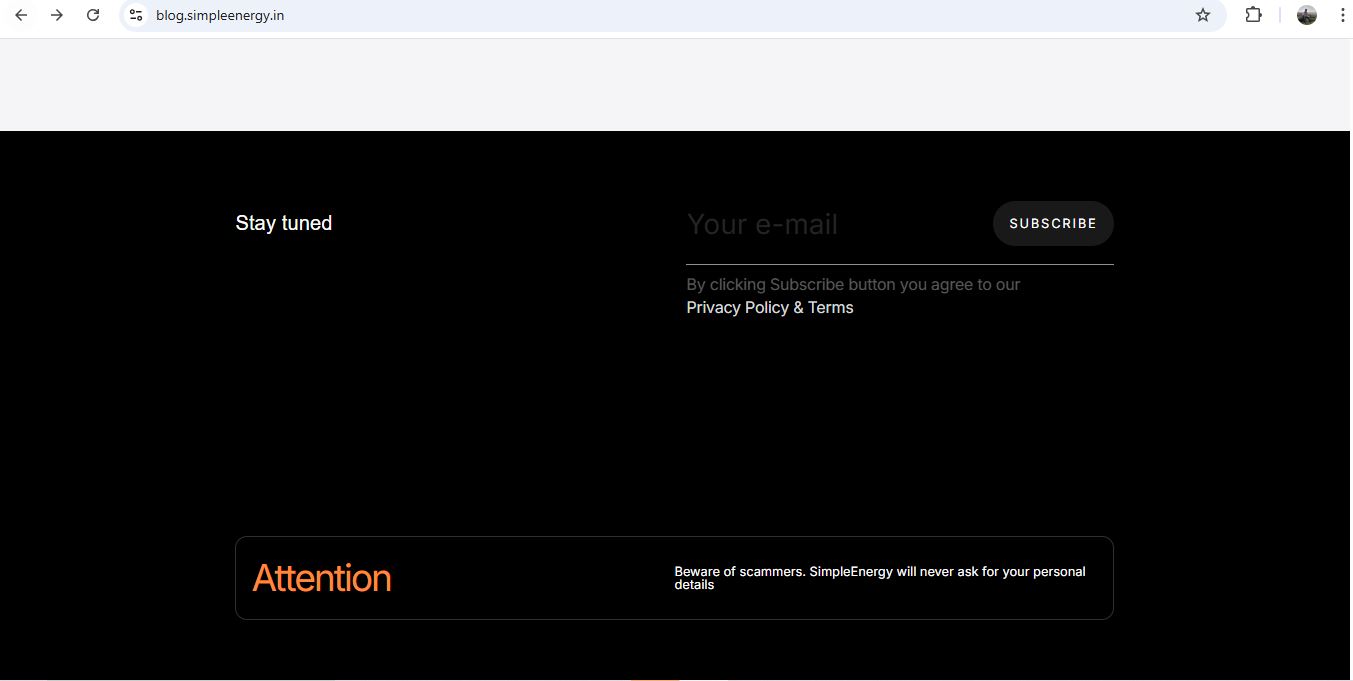 blog.simpleenergy.in
Stay tuned
Your e-mail
SUBSCRIBE
By clicking Subscribe button you agree to our
Privacy Policy & Terms
Attention
Beware of scammers. SimpleEnergy will never ask for your personal
details